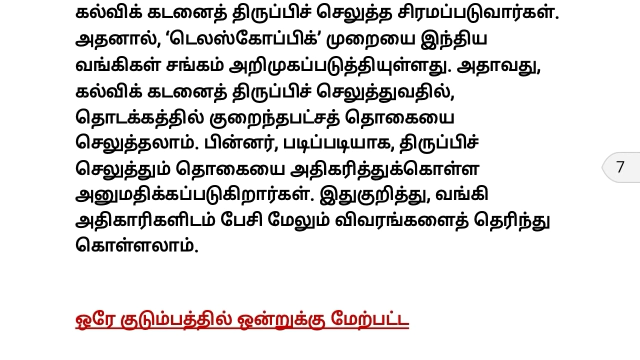 கல்விக் கடனைத் திருப்பிச் செலுத்த சிரமப்படுவார்கள்.
அதனால், ‘டெலஸ்கோப்பிக்’ முறையை இந்திய
வங்கிகள் சங்கம் அறிமுகப்படுத்தியுள்ளது. அதாவது,
கல்விக் கடனைத் திருப்பிச் செலுத்துவதில்,
தொடக்கத்தில் குறைந்தபட்சத் தொகையை
செலுத்தலாம். பின்னர், படிப்படியாக, திருப்பிச்
செலுத்தும் தொகையை அதிகரித்துக்கொள்ள
அனுமதிக்கப்படுகிறார்கள். இதுகுறித்து, வங்கி
அதிகாரிகளிடம் பேசி மேலும் விவரங்களைத் தெரிந்து
கொள்ளலாம்.
7
ஒரே குடும்பத்தில் ஒன்றுக்கு மேற்பட்ட